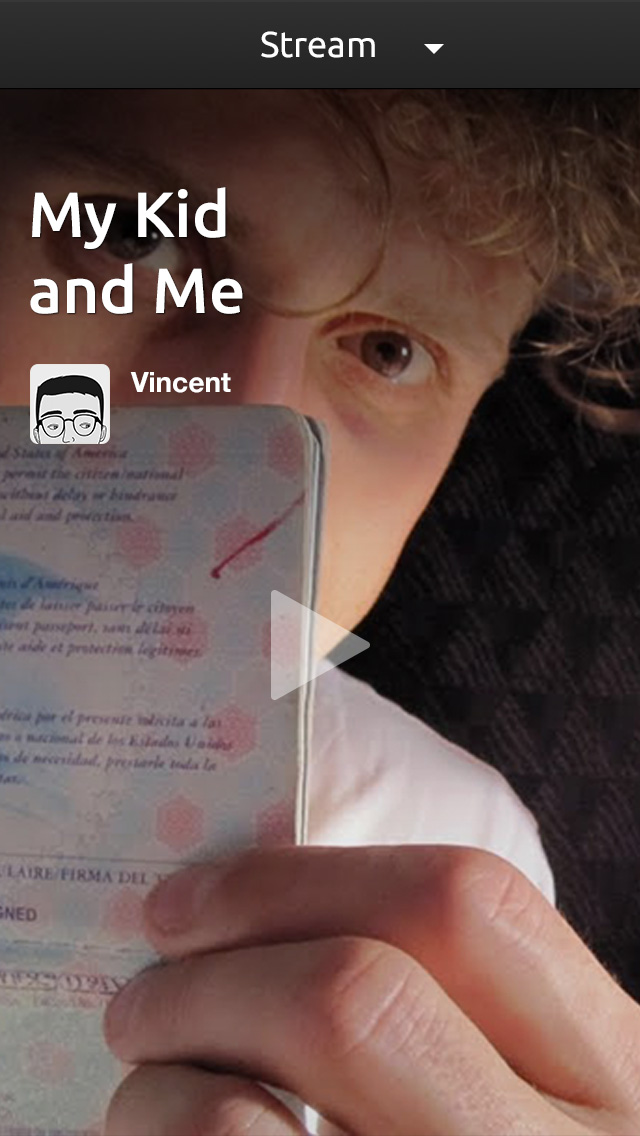 Stream
My Kid
and Me
Vincent
States of America
permit the citizen/national
without delay or hindrance
l aid and protection.
d'Amérique
de laisser passer le citoyen
passeport, sans délai ni
aide et protection légitimes.
por el presente solicita a las
o nacional de los Estados Unidos
de necesidad, prestarle toda la
/FIRMA DEL